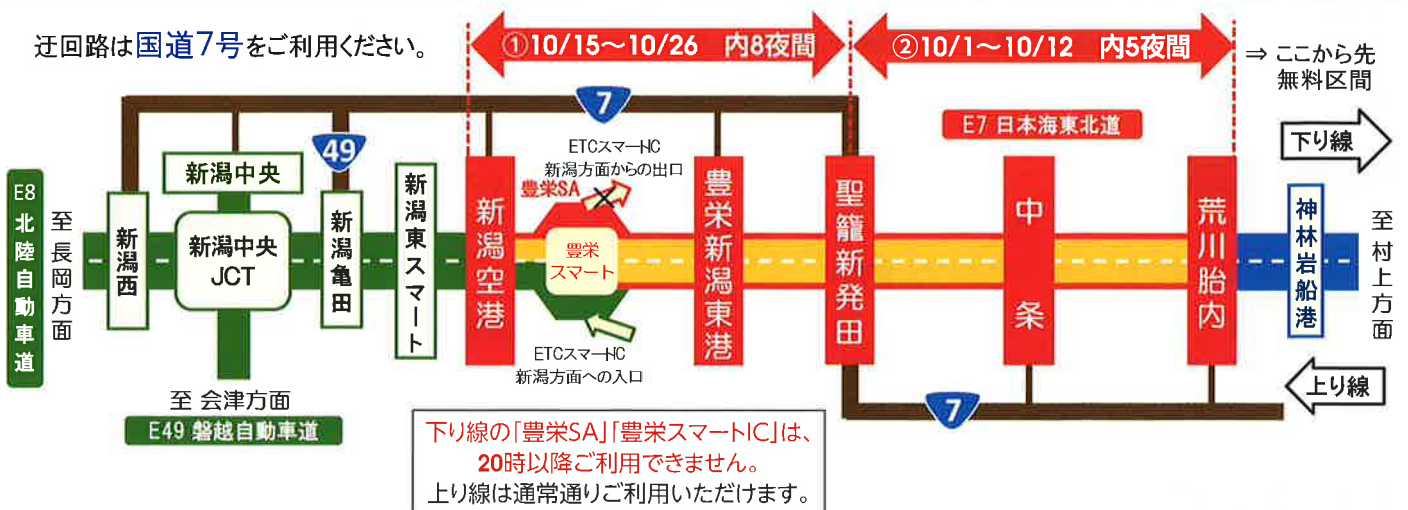 迂回路は国道7号をご利用ください。
①10/15～10/26 内8夜間
②10/1～10/12 内5夜間
⇒ ここから先
無料区間
7
E7 日本海東北道
下り線
49
ETCスマートIC
新潟方面からの出口
豊栄SA
E8 北陸自動車道
至 長岡方面
新潟西
新潟中央
新潟中央
JCT
新潟亀田
新潟東スマート
新潟空港
豊栄
スマート
豊栄新潟東港
聖籠新発田
中条
荒川胎内
神林岩船港
至 村上方面
ETCスマートIC
新潟方面への入口
上り線
7
至 会津方面
E49 磐越自動車道
下り線の「豊栄SA」「豊栄スマートIC」は、
20時以降ご利用できません。
上り線は通常通りご利用いただけます。